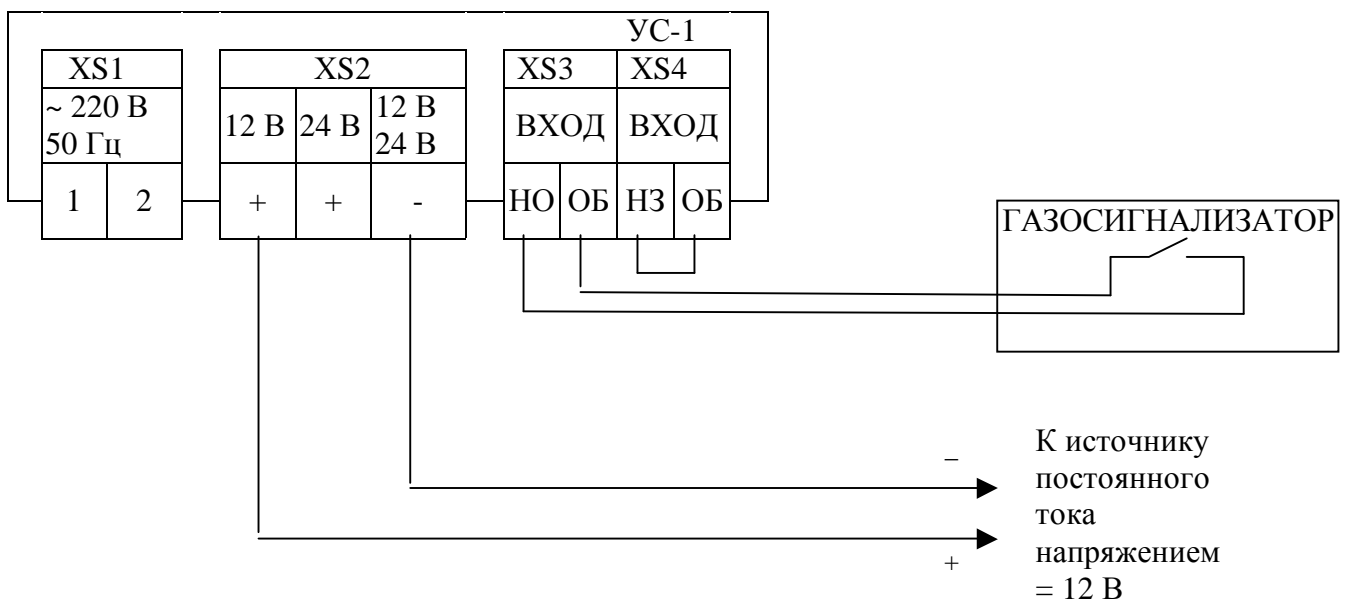 УС-1
XS1
XS2
XS3 XS4
~ 220 В
50 Гц
12 В 24 В 12 В
24 В
ВХОД ВХОД
1 2 + + - НО ОБ НЗ ОБ
ГАЗОСИГНАЛИЗАТОР
К источнику
постоянного
тока
напряжением
= 12 В
–
+